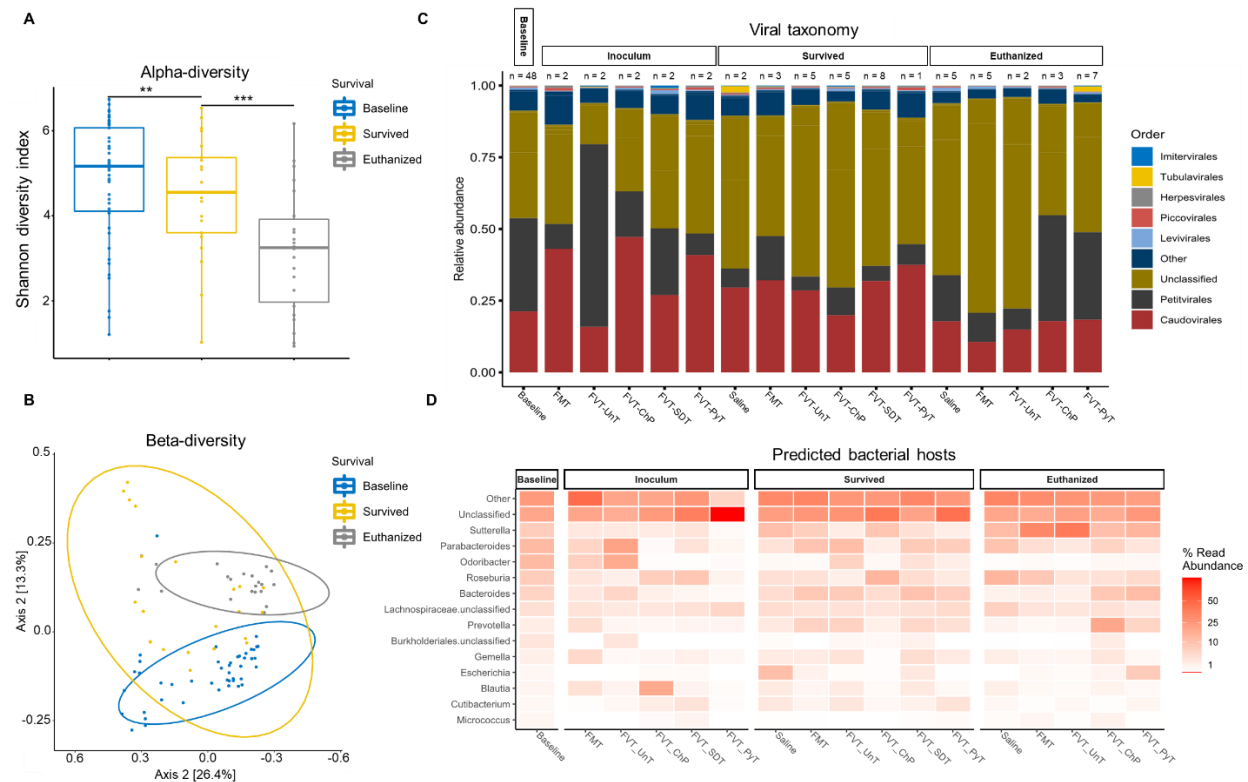 A
Alpha-diversity
Shannon diversity index
6
4
2
**
***
Survival
Baseline
Survived
Euthanized
B
Beta-diversity
Axis 2 [13.3%]
0.5
0.25
0.0
-0.25
0.6
0.3
0.0
-0.3
-0.6
Axis 2 [26.4%]
Survival
Baseline
Survived
Euthanized
C
Viral taxonomy
Baseline
Inoculum
Survived
Euthanized
n = 48 n = 2 n = 2 n = 2 n = 2 n = 2 n = 2 n = 3 n = 5 n = 5 n = 8 n = 1 n = 5 n = 5 n = 2 n = 3 n = 7
Relative abundance
1.00
0.75
0.50
0.25
0.00
Baseline FMT FVT-UnT FVT-ChP FVT-SDT FVT-PyT Saline FMT FVT-UnT FVT-ChP FVT-SDT FVT-PyT Saline FMT FVT-UnT FVT-ChP FVT-PyT
Order
Imitervirales
Tubulavirales
Herpesvirales
Piccovirales
Levivirales
Other
Unclassified
Petitvirales
Caudovirales
D
Predicted bacterial hosts
Baseline Inoculum Survived Euthanized
Other
Unclassified
Sutterella
Parabacteroides
Odoribacter
Roseburia
Bacteroides
Lachnospiraceae.unclassified
Prevotella
Burkholderiales.unclassified
Gemella
Escherichia
Blautia
Cutibacterium
Micrococcus
Baseline FMT FVT_UnT FVT_ChP FVT_SDT FVT_PyT Saline FMT FVT_UnT FVT_ChP FVT_SDT FVT_PyT Saline FMT FVT_UnT FVT_ChP FVT_PyT
% Read
Abundance
50
25
10
1